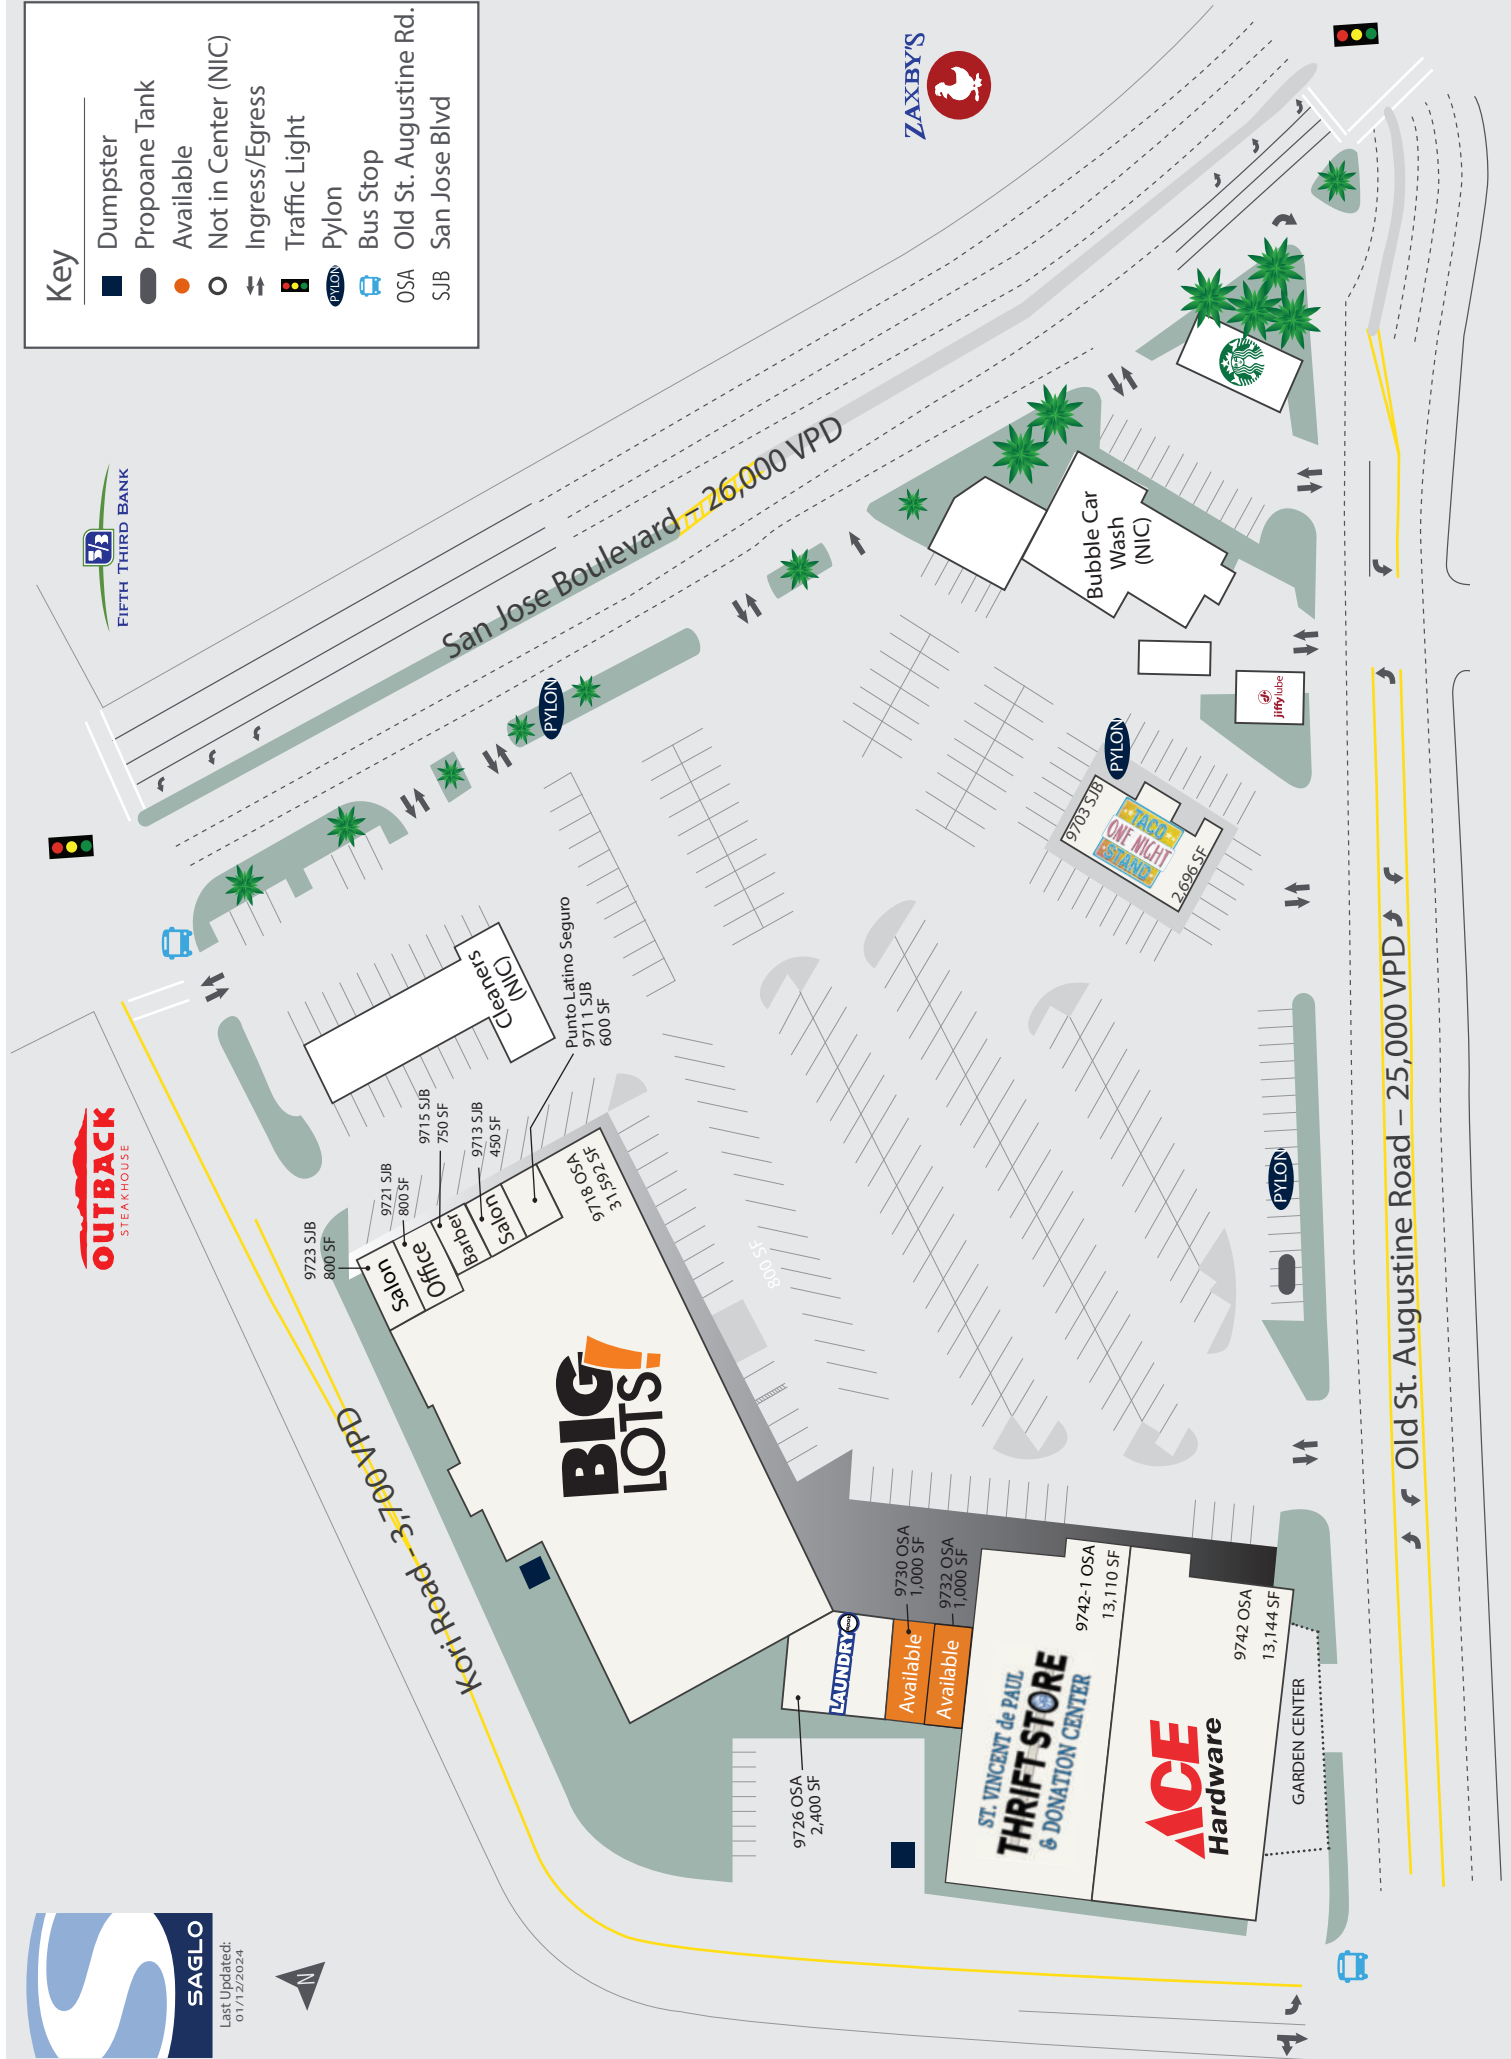 Key
Dumpster
Propoane Tank
Available
Not in Center (NIC)
Ingress/Egress
Traffic Light
PYLON
Pylon
Bus Stop
OSA
Old St. Augustine Rd.
SJB
San Jose Blvd
ZAXBY'S
5/3
FIFTH THIRD BANK
OUTBACK
STEAKHOUSE
San Jose Boulevard – 26,000 VPD
Kori Road - 3,700 VPD
Old St. Augustine Road – 25,000 VPD
PYLON
PYLON
PYLON
Bubble Car
Wash
(NIC)
jiffylube
9703 SJB
TACO
ONE NIGHT
STAND
2,696 SF
Cleaners
(NIC)
Punto Latino Seguro
9711 SJB
600 SF
9713 SJB
450 SF
9715 SJB
750 SF
9721 SJB
800 SF
9723 SJB
800 SF
Salon
Office
Barber
Salon
9718 OSA
31,592 SF
800 SF
BIG
LOTS!
LAUNDRY
9726 OSA
2,400 SF
Available
9730 OSA
1,000 SF
Available
9732 OSA
1,000 SF
9742-1 OSA
13,110 SF
ST. VINCENT de PAUL
THRIFT STORE
& DONATION CENTER
9742 OSA
13,144 SF
ACE
Hardware
GARDEN CENTER
SAGLO
Last Updated:
01/12/2024
N